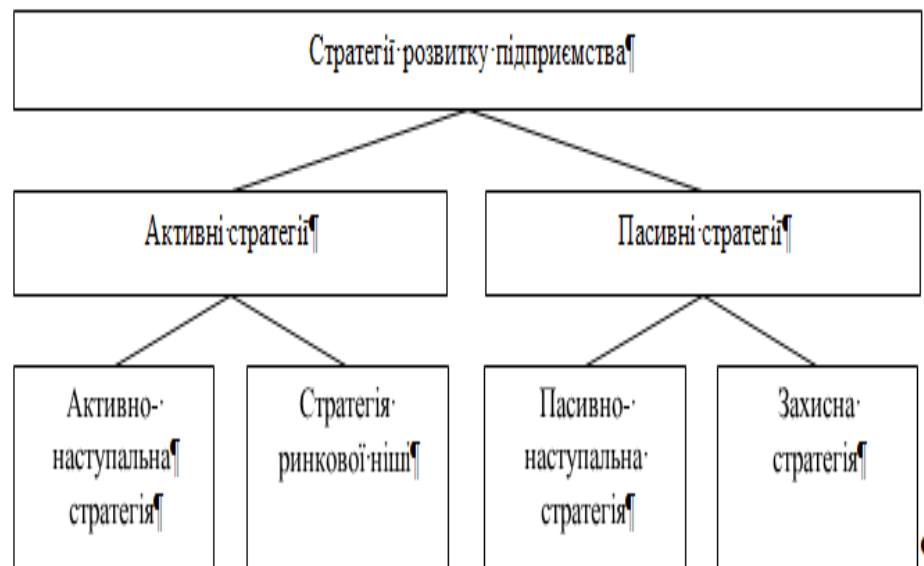 Стратегії·розвитку·підприємства¶
Активні·стратегії¶
Пасивні·стратегії¶
Активно-·
наступальна¶
стратегія¶
Стратегія·
ринкової·ніші¶
Пасивно-·
наступальна·
стратегія¶
Захисна·
стратегія¶